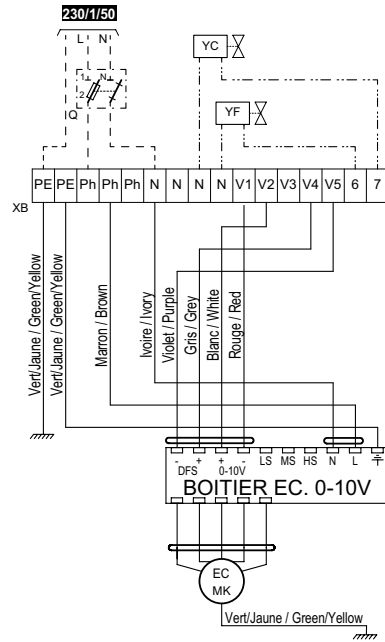 230/1/50
L N
1 N
2
Q
YC
YF
PE PE Ph Ph Ph N N N N V1 V2 V3 V4 V5 6 7
XB
Vert/Jaune / Green/Yellow
Vert/Jaune / Green/Yellow
Marron / Brown
Ivoire / Ivory
Violet / Purple
Gris / Grey
Blanc / White
Rouge / Red
- + + - LS MS HS N L
DFS 0-10V
BOITIER EC. 0-10V
EC
MK
Vert/Jaune / Green/Yellow